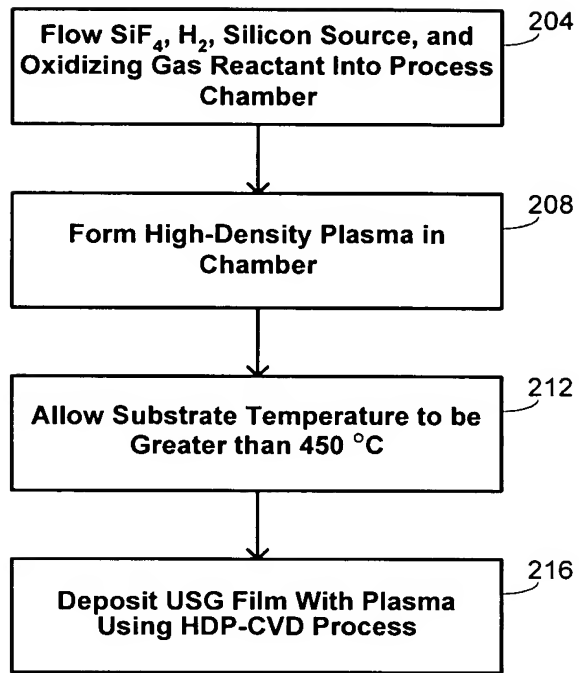 Flow SiF₄, H₂, Silicon Source, and
Oxidizing Gas Reactant Into Process
Chamber
204
Form High-Density Plasma in
Chamber
208
Allow Substrate Temperature to be
Greater than 450 °C
212
Deposit USG Film With Plasma
Using HDP-CVD Process
216